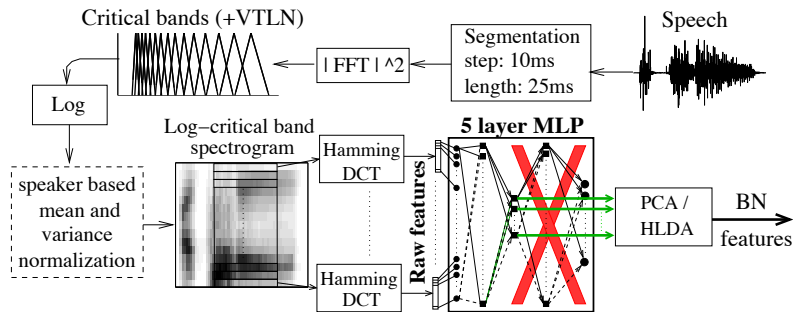 Critical bands (+VTLN)
Speech
Segmentation
step: 10ms
length: 25ms
| FFT | ^2
Log
Log−critical band
spectrogram
5 layer MLP
Hamming
DCT
speaker based
mean and
variance
normalization
Raw features
PCA /
HLDA
BN
features
Hamming
DCT